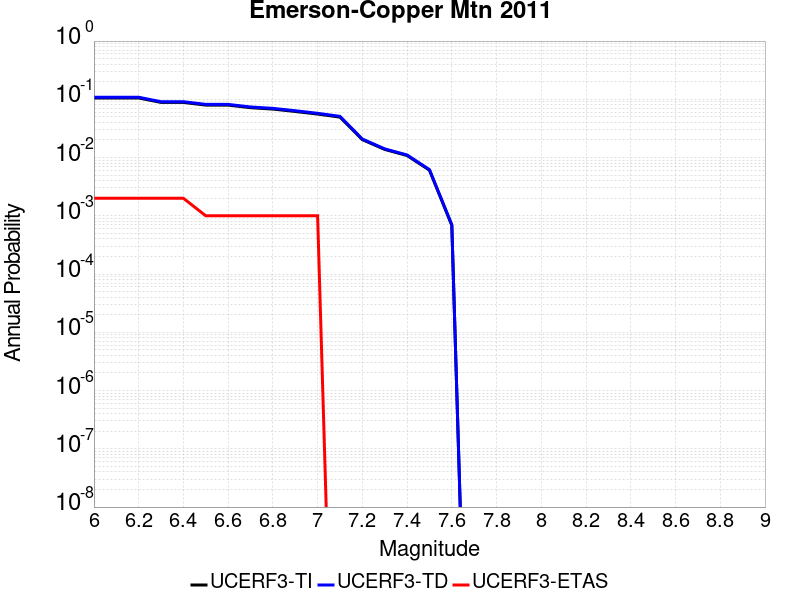 Emerson-Copper Mtn 2011
10^0
10^-1
10^-2
10^-3
10^-4
10^-5
10^-6
10^-7
10^-8
Annual Probability
6 6.2 6.4 6.6 6.8 7 7.2 7.4 7.6 7.8 8 8.2 8.4 8.6 8.8 9
Magnitude
UCERF3-TI UCERF3-TD UCERF3-ETAS